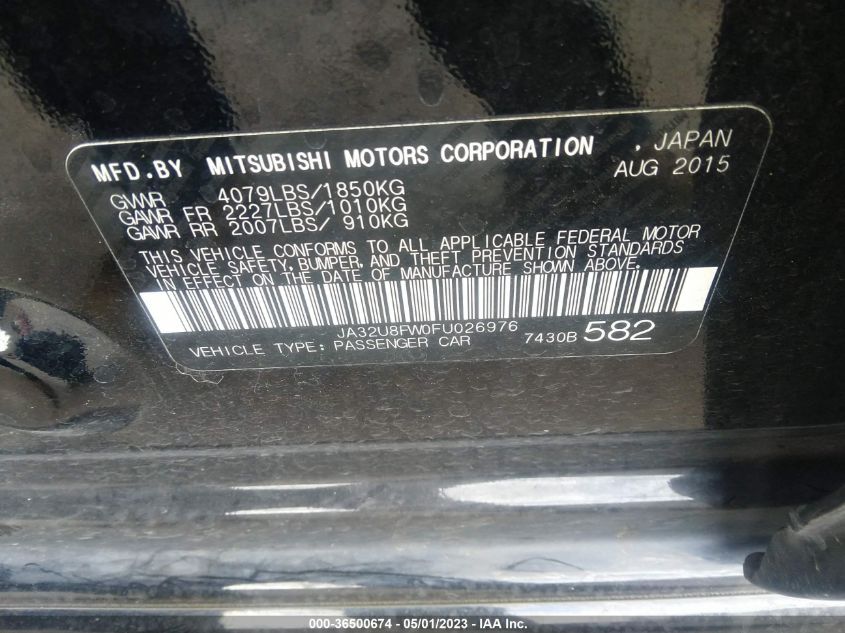 MFD.BY MITSUBISHI MOTORS CORPORATION , JAPAN
AUG 2015
GVWR 4079LBS/1850KG
GAWR FR 2227LBS/1010KG
GAWR RR 2007LBS/ 910KG
THIS VEHICLE CONFORMS TO ALL APPLICABLE FEDERAL MOTOR
VEHICLE SAFETY, BUMPER, AND THEFT PREVENTION STANDARDS
IN EFFECT ON THE DATE OF MANUFACTURE SHOWN ABOVE.
JA32U8FW0FU026976
VEHICLE TYPE: PASSENGER CAR 7430B 582
000-36500674 / 05/01/2023 - IAA Inc.